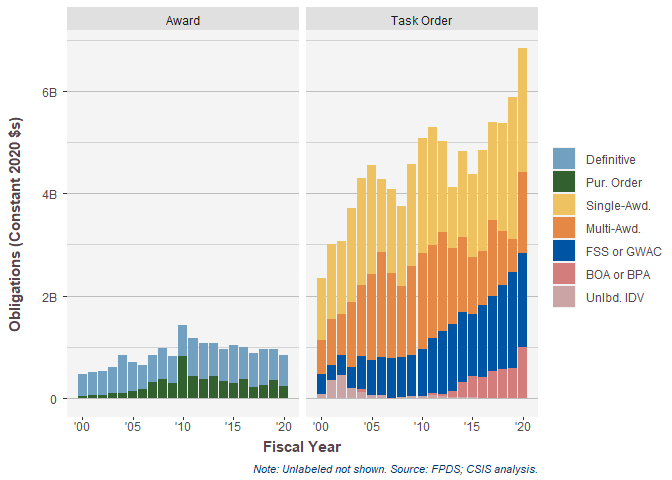 Award
Task Order
Obligations (Constant 2020 $s)
6B
4B
2B
0
'00 '05 '10 '15 '20
'00 '05 '10 '15 '20
Fiscal Year
Definitive
Pur. Order
Single-Awd.
Multi-Awd.
FSS or GWAC
BOA or BPA
Unlbd. IDV
Note: Unlabeled not shown. Source: FPDS; CSIS analysis.